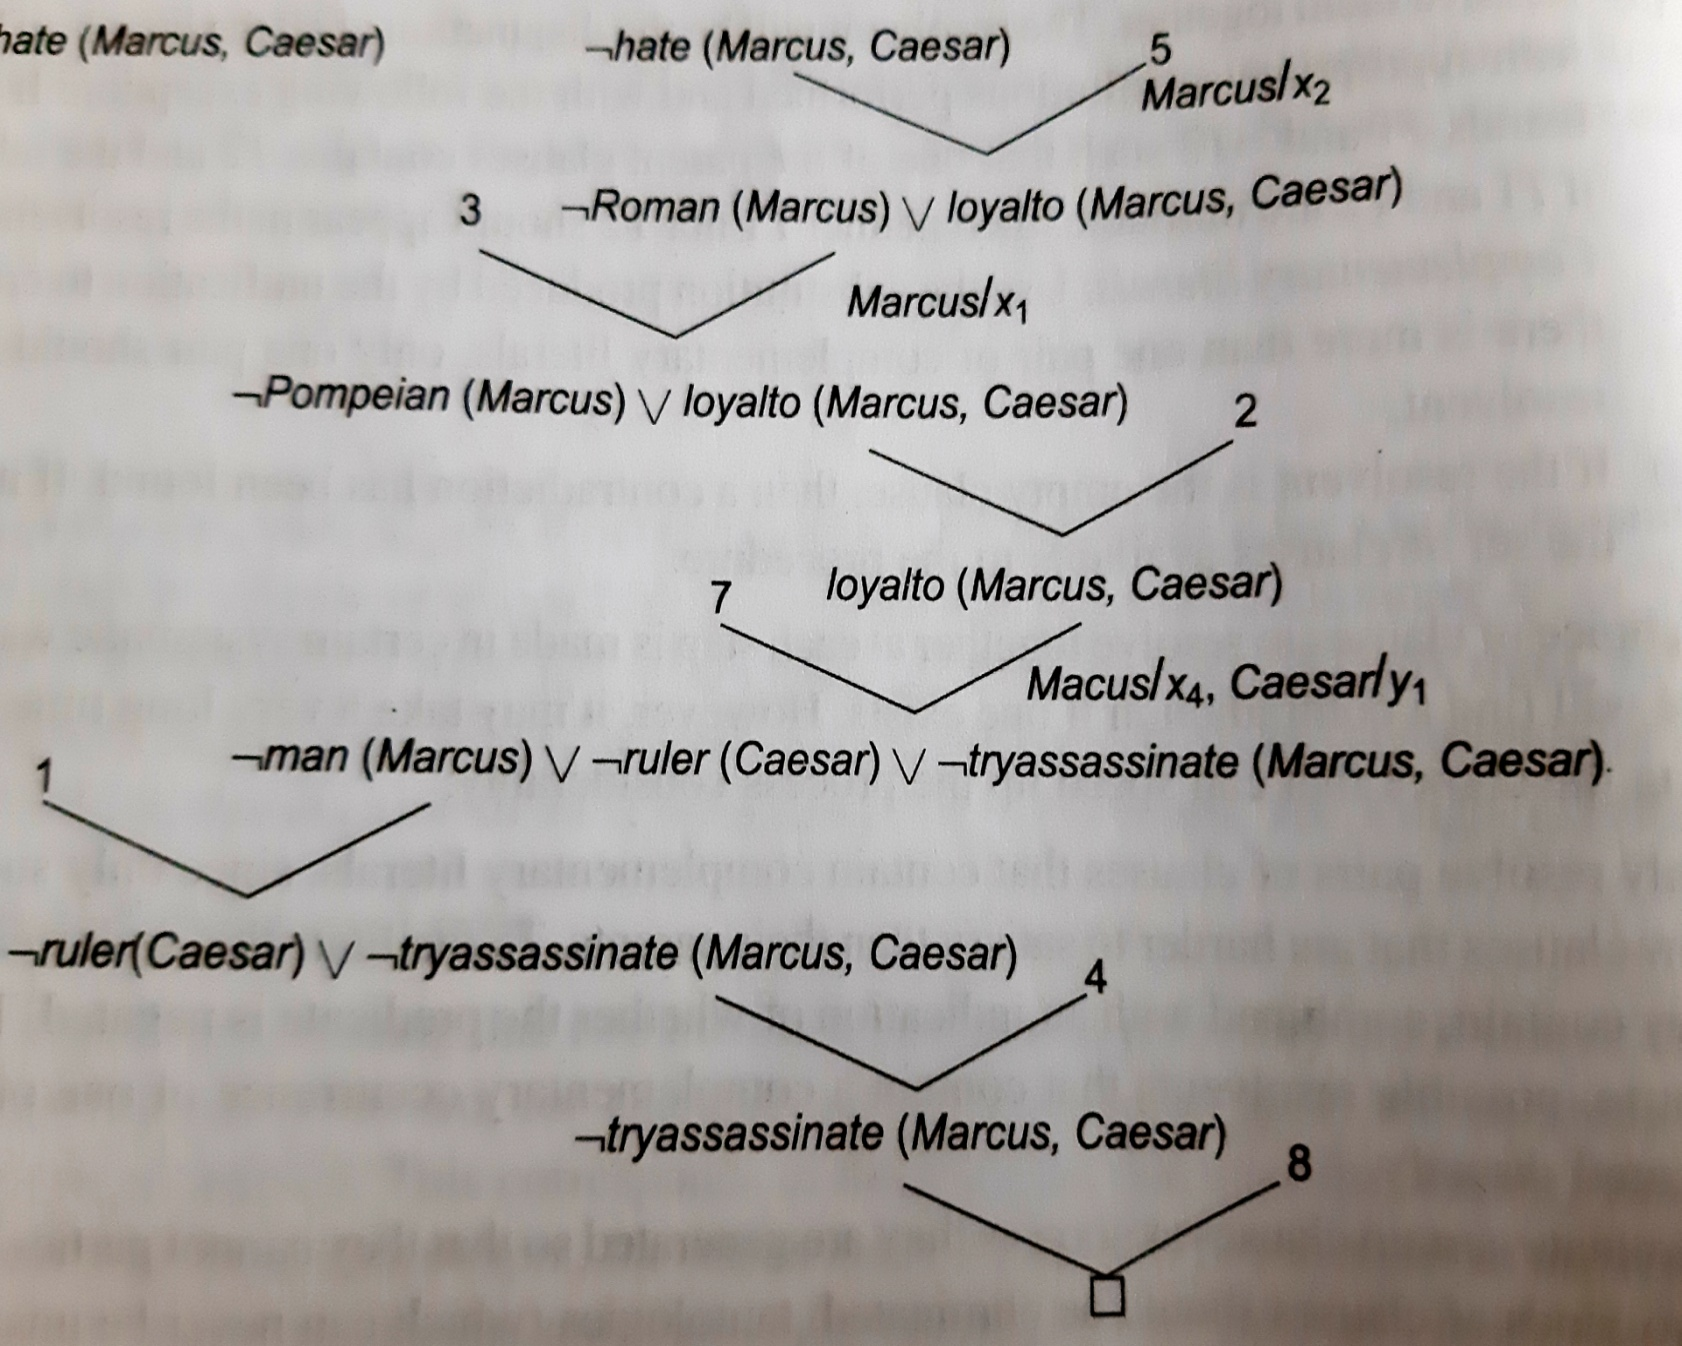 hate (Marcus, Caesar) ¬hate (Marcus, Caesar) 5
Marcus/x₂
3 ¬Roman (Marcus) ∨ loyalto (Marcus, Caesar)
Marcus/x₁
¬Pompeian (Marcus) ∨ loyalto (Marcus, Caesar) 2
7 loyalto (Marcus, Caesar)
Macus/x₄, Caesar/y₁
1 ¬man (Marcus) ∨ ¬ruler (Caesar) ∨ ¬tryassassinate (Marcus, Caesar).
¬ruler(Caesar) ∨ ¬tryassassinate (Marcus, Caesar) 4
¬tryassassinate (Marcus, Caesar) 8